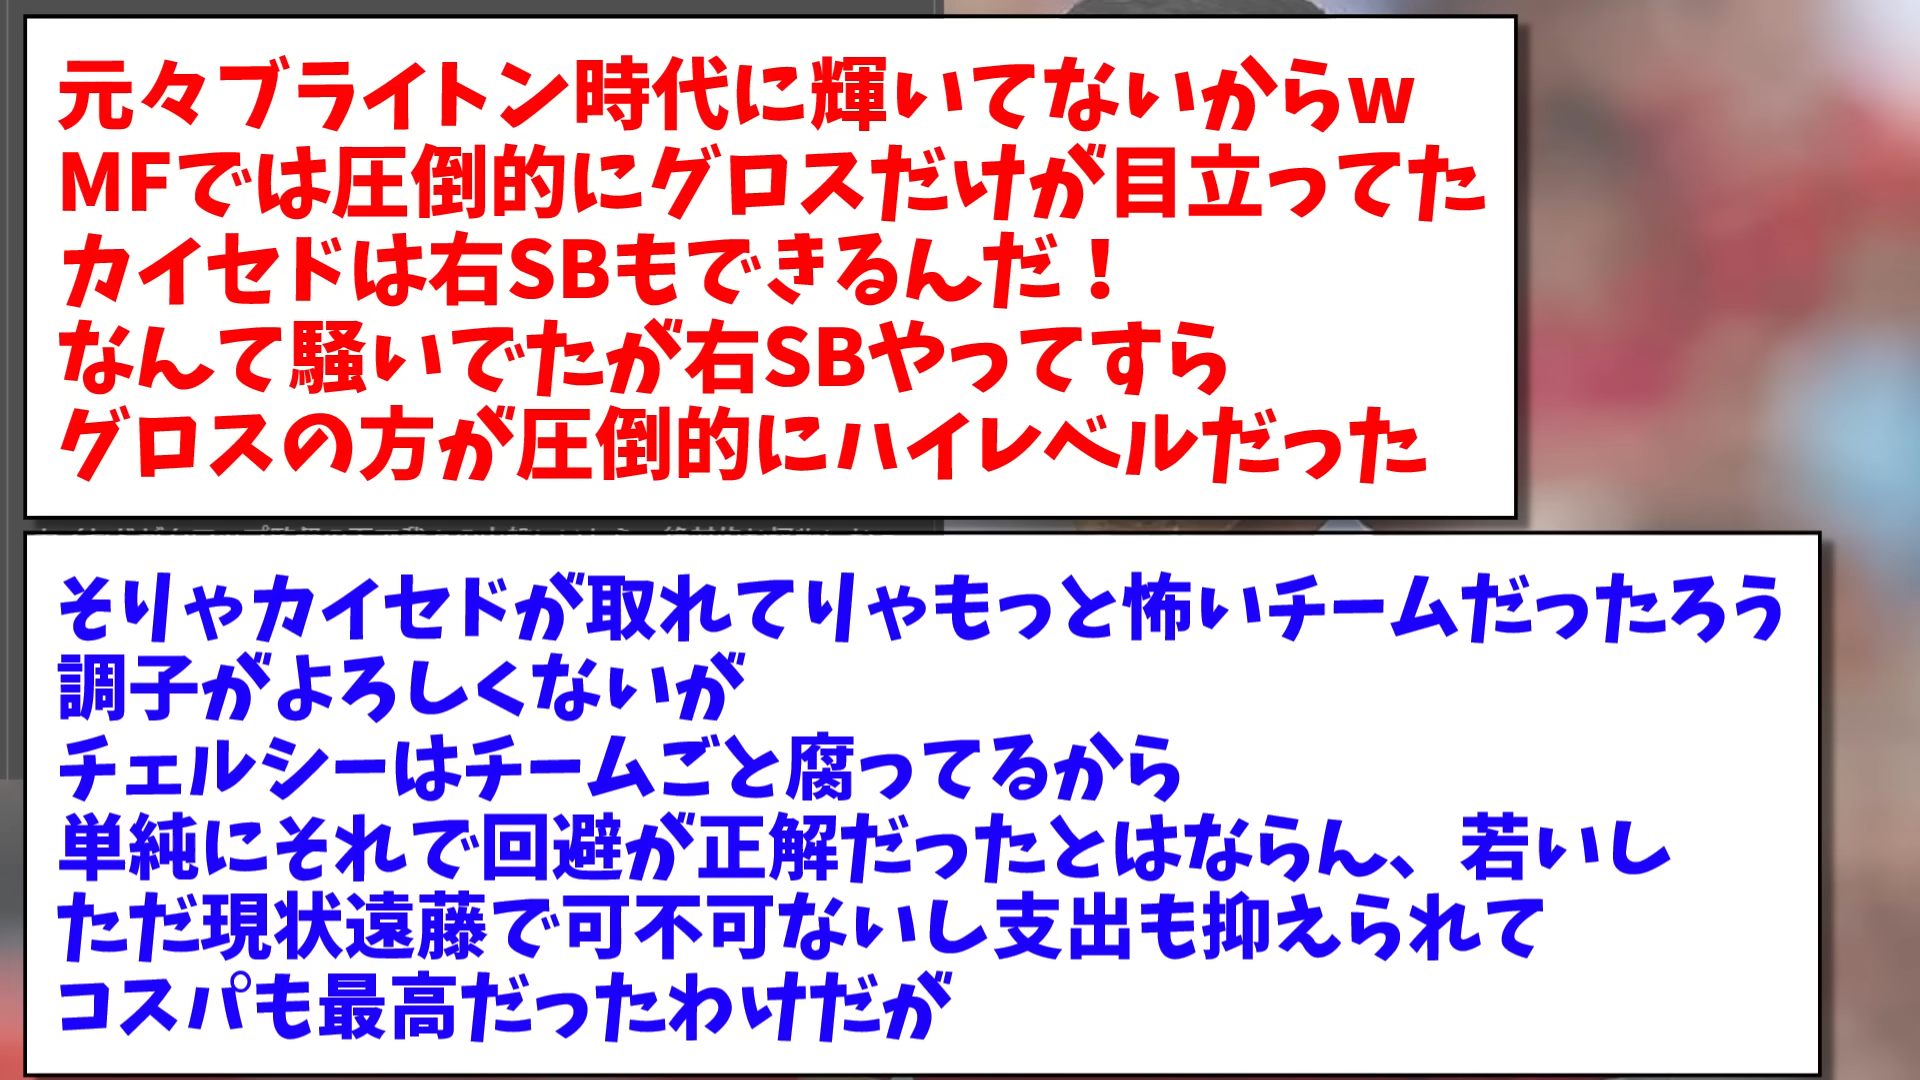 元々ブライトン時代に輝いてないからw
MFでは圧倒的にグロスだけが目立ってた
カイセドは右SBもできるんだ！
なんて騒いでたが右SBやってすら
グロスの方が圧倒的にハイレベルだった
そりゃカイセドが取れてりゃもっと怖いチームだったろう
調子がよろしくないが
チェルシーはチームごと腐ってるから
単純にそれで回避が正解だったとはならん、若いし
ただ現状遠藤で可不可ないし支出も抑えられて
コスパも最高だったわけだが